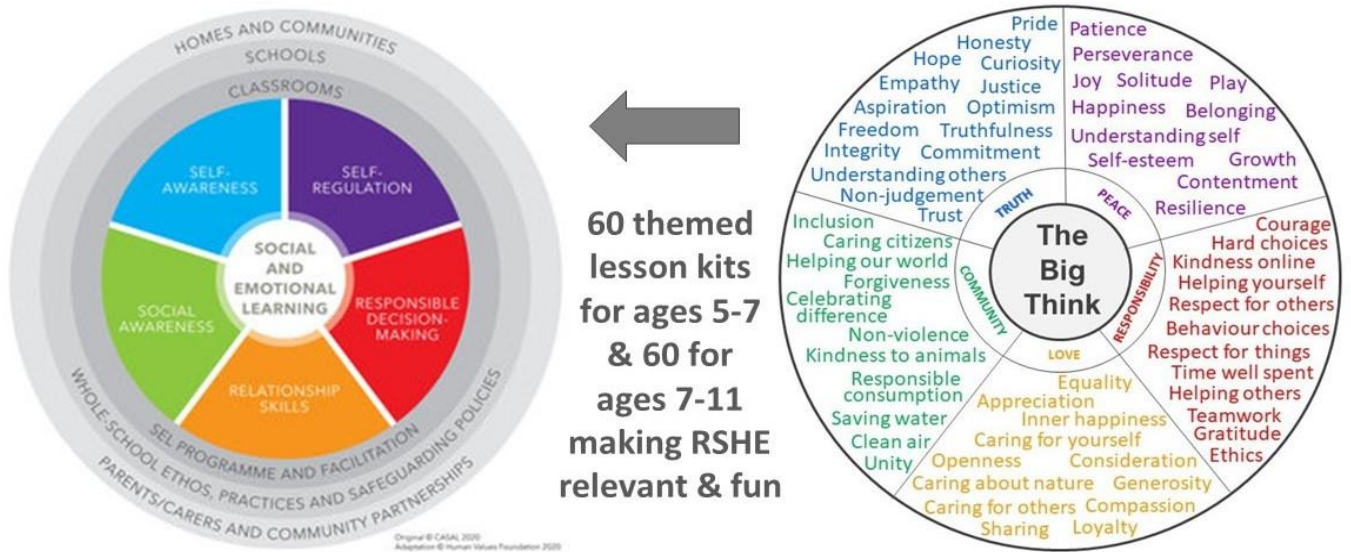 HOMES AND COMMUNITIES
SCHOOLS
CLASSROOMS
SELF-
AWARENESS
SELF-
REGULATION
SOCIAL
AND
EMOTIONAL
LEARNING
SOCIAL
AWARENESS
RESPONSIBLE
DECISION-
MAKING
RELATIONSHIP
SKILLS
SEL PROGRAMME AND FACILITATION
WHOLE-SCHOOL ETHOS, PRACTICES AND SAFEGUARDING POLICIES
PARENTS/CARERS AND COMMUNITY PARTNERSHIPS
Original © CASAL 2020
Adaptation © Human Values Foundation 2020
60 themed
lesson kits
for ages 5-7
& 60 for
ages 7-11
making RSHE
relevant & fun
The
Big
Think
TRUTH
Pride
Honesty
Hope Curiosity
Empathy Justice
Aspiration Optimism
Freedom Truthfulness
Integrity Commitment
Understanding others
Non-judgement
Trust
PEACE
Patience
Perseverance
Joy Solitude Play
Happiness Belonging
Understanding self
Self-esteem Growth
Contentment
Resilience
RESPONSIBILITY
Courage
Hard choices
Kindness online
Helping yourself
Respect for others
Behaviour choices
Respect for things
Time well spent
Helping others
Teamwork
Gratitude
Ethics
LOVE
Equality
Appreciation
Inner happiness
Caring for yourself
Openness Consideration
Caring about nature Generosity
Caring for others Compassion
Sharing Loyalty
COMMUNITY
Inclusion
Caring citizens
Helping our world
Forgiveness
Celebrating
difference
Non-violence
Kindness to animals
Responsible
consumption
Saving water
Clean air
Unity